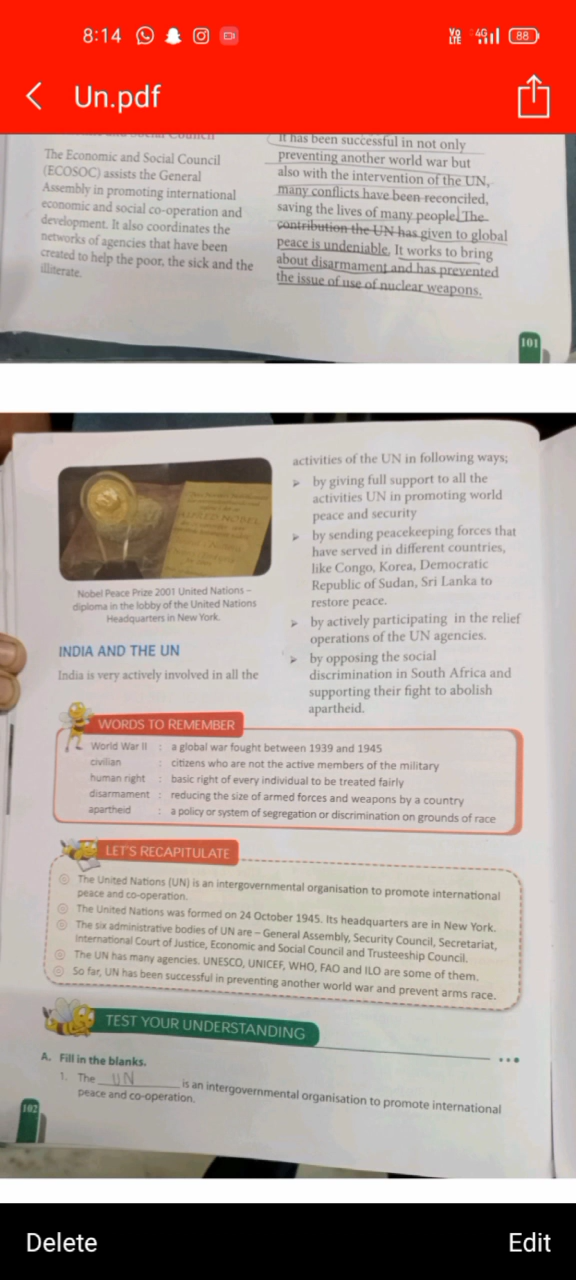 8:14
Vo LTE 4G 88
Un.pdf
The Economic and Social Council
(ECOSOC) assists the General
Assembly in promoting international
economic and social co-operation and
development. It also coordinates the
networks of agencies that have been
created to help the poor, the sick and the
illiterate.
It has been successful in not only
preventing another world war but
also with the intervention of the UN,
many conflicts have been reconciled,
saving the lives of many people. The
contribution the UN has given to global
peace is undeniable. It works to bring
about disarmament and has prevented
the issue of use of nuclear weapons.
101
ALFRED NOBEL
Nobel Peace Prize 2001 United Nations –
diploma in the lobby of the United Nations
Headquarters in New York.
INDIA AND THE UN
India is very actively involved in all the
activities of the UN in following ways;
➢ by giving full support to all the
activities UN in promoting world
peace and security
➢ by sending peacekeeping forces that
have served in different countries,
like Congo, Korea, Democratic
Republic of Sudan, Sri Lanka to
restore peace.
➢ by actively participating in the relief
operations of the UN agencies.
➢ by opposing the social
discrimination in South Africa and
supporting their fight to abolish
apartheid.
WORDS TO REMEMBER
World War II : a global war fought between 1939 and 1945
civilian : citizens who are not the active members of the military
human right : basic right of every individual to be treated fairly
disarmament : reducing the size of armed forces and weapons by a country
apartheid : a policy or system of segregation or discrimination on grounds of race
LET'S RECAPITULATE
The United Nations (UN) is an intergovernmental organisation to promote international
peace and co-operation.
The United Nations was formed on 24 October 1945. Its headquarters are in New York.
The six administrative bodies of UN are – General Assembly, Security Council, Secretariat,
International Court of Justice, Economic and Social Council and Trusteeship Council.
The UN has many agencies. UNESCO, UNICEF, WHO, FAO and ILO are some of them.
So far, UN has been successful in preventing another world war and prevent arms race.
TEST YOUR UNDERSTANDING
A. Fill in the blanks.
1. The UN is an intergovernmental organisation to promote international
peace and co-operation.
102
Delete
Edit